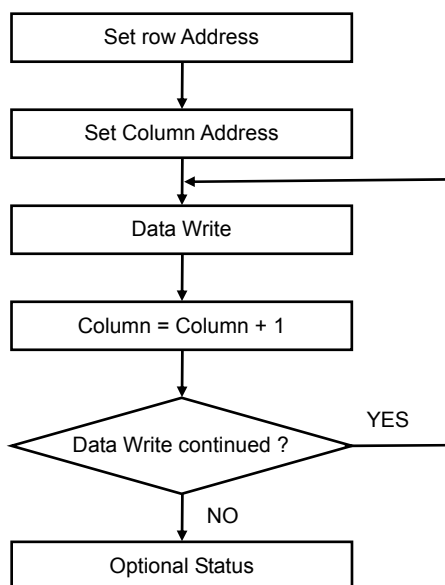 Set row Address
Set Column Address
Data Write
Column = Column + 1
Data Write continued ?
YES
NO
Optional Status